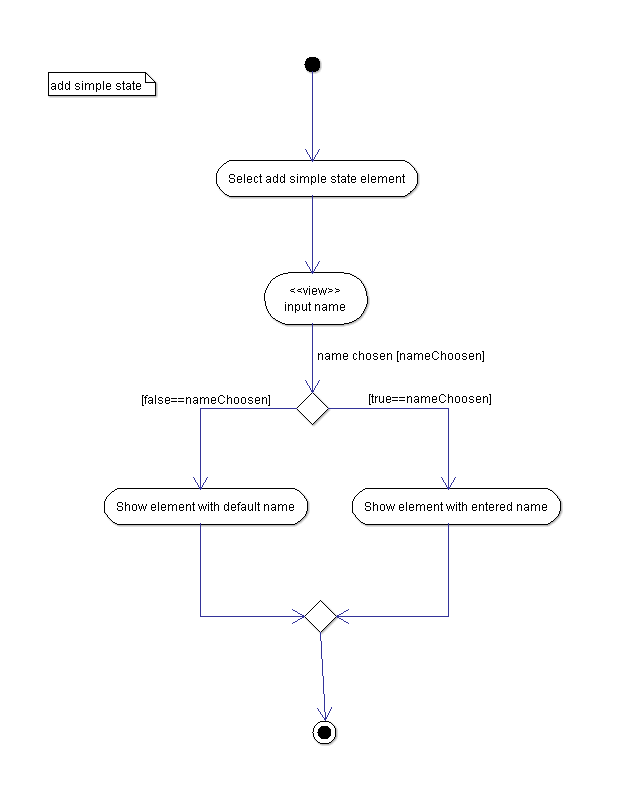 add simple state
Select add simple state element
<<view>>
input name
name chosen [nameChoosen]
[false==nameChoosen]
[true==nameChoosen]
Show element with default name
Show element with entered name